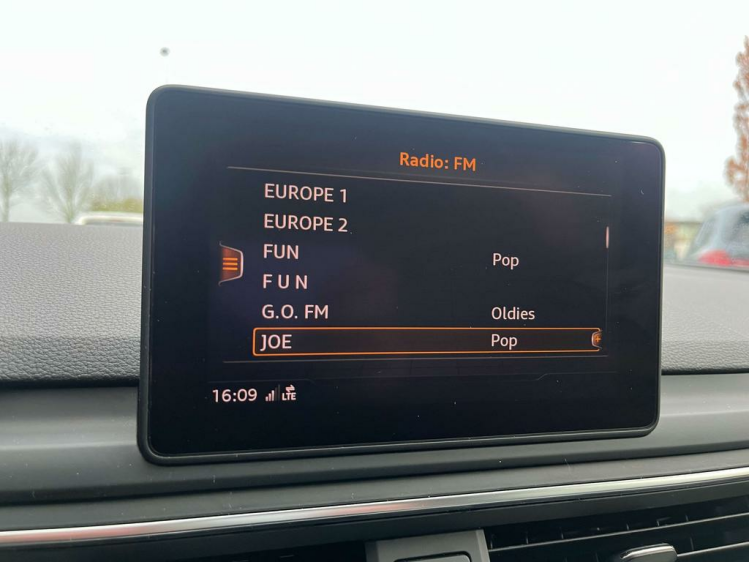 Radio: FM
EUROPE 1
EUROPE 2
FUN Pop
F U N
G.O. FM Oldies
JOE Pop
16:09 LTE